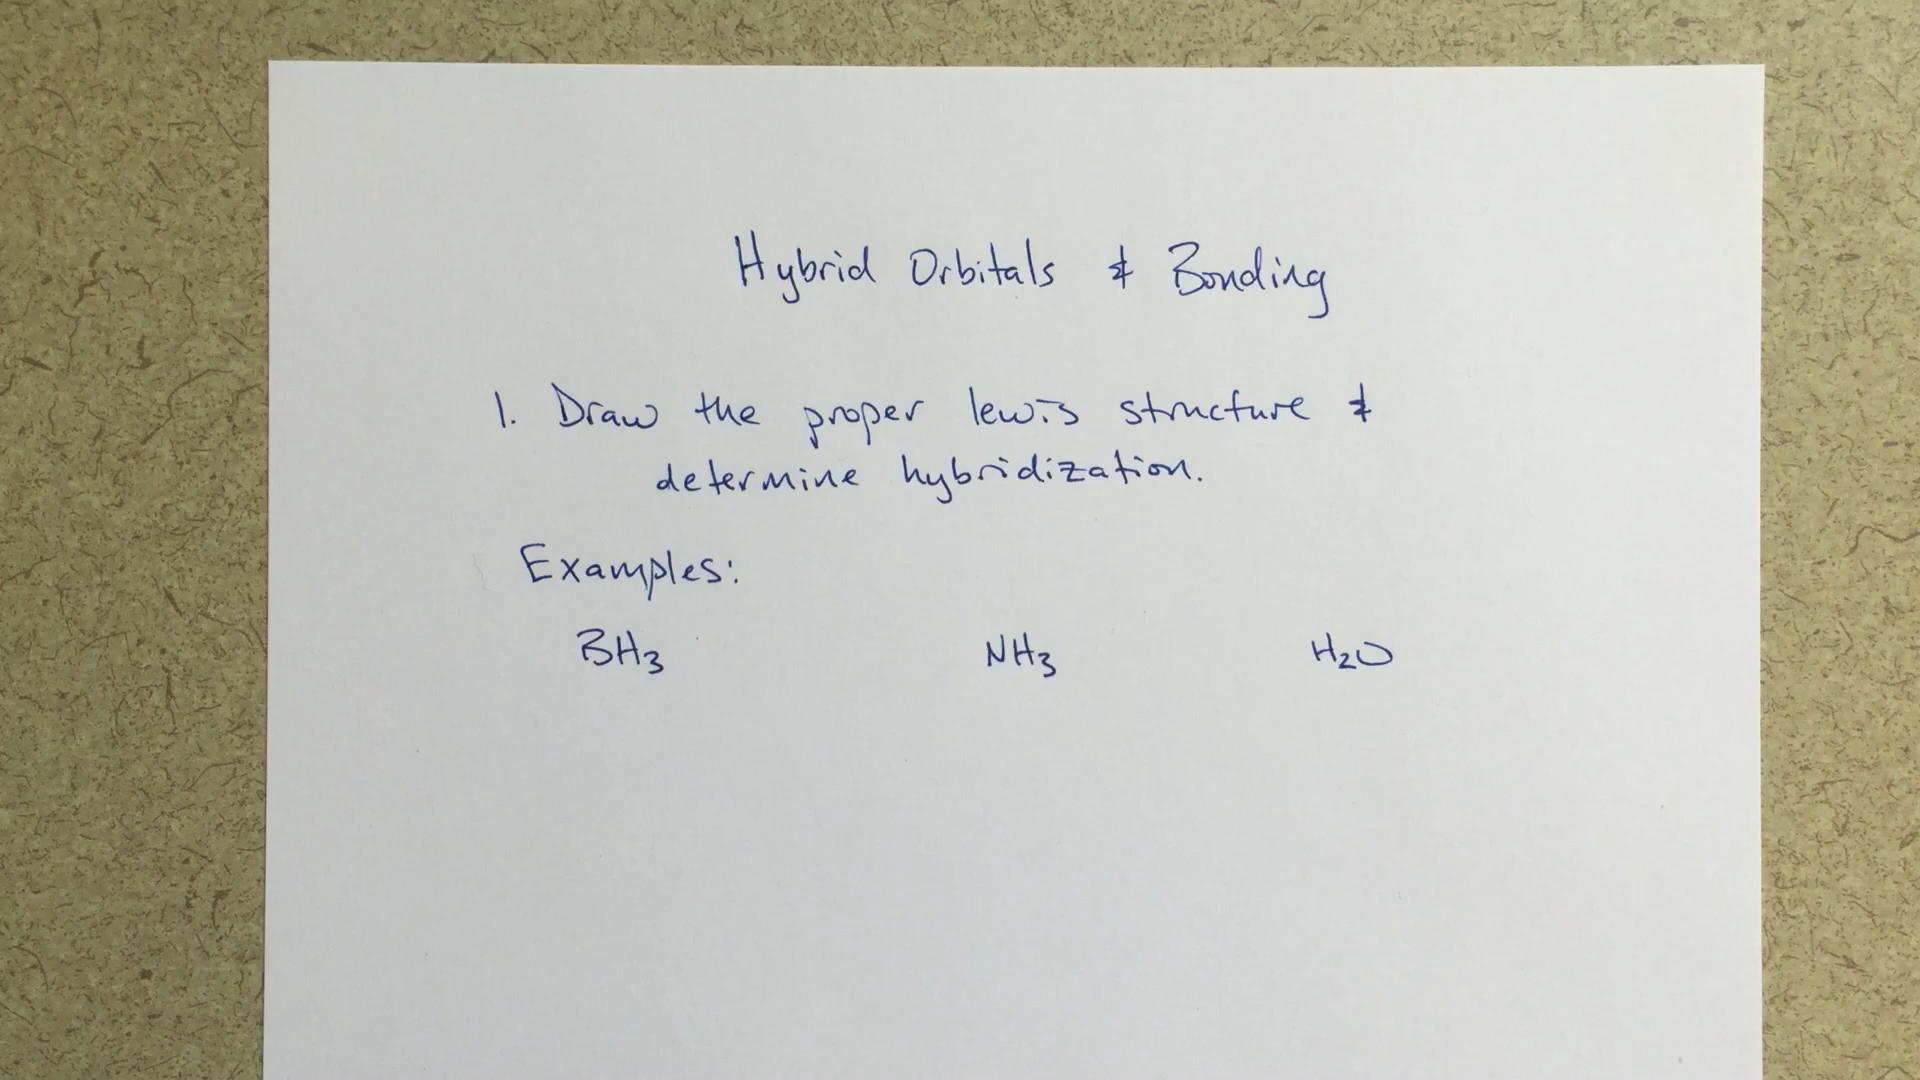 Hybrid Orbitals & Bonding
1. Draw the proper lewis structure &
determine hybridization.
Examples:
BH₃ NH₃ H₂O